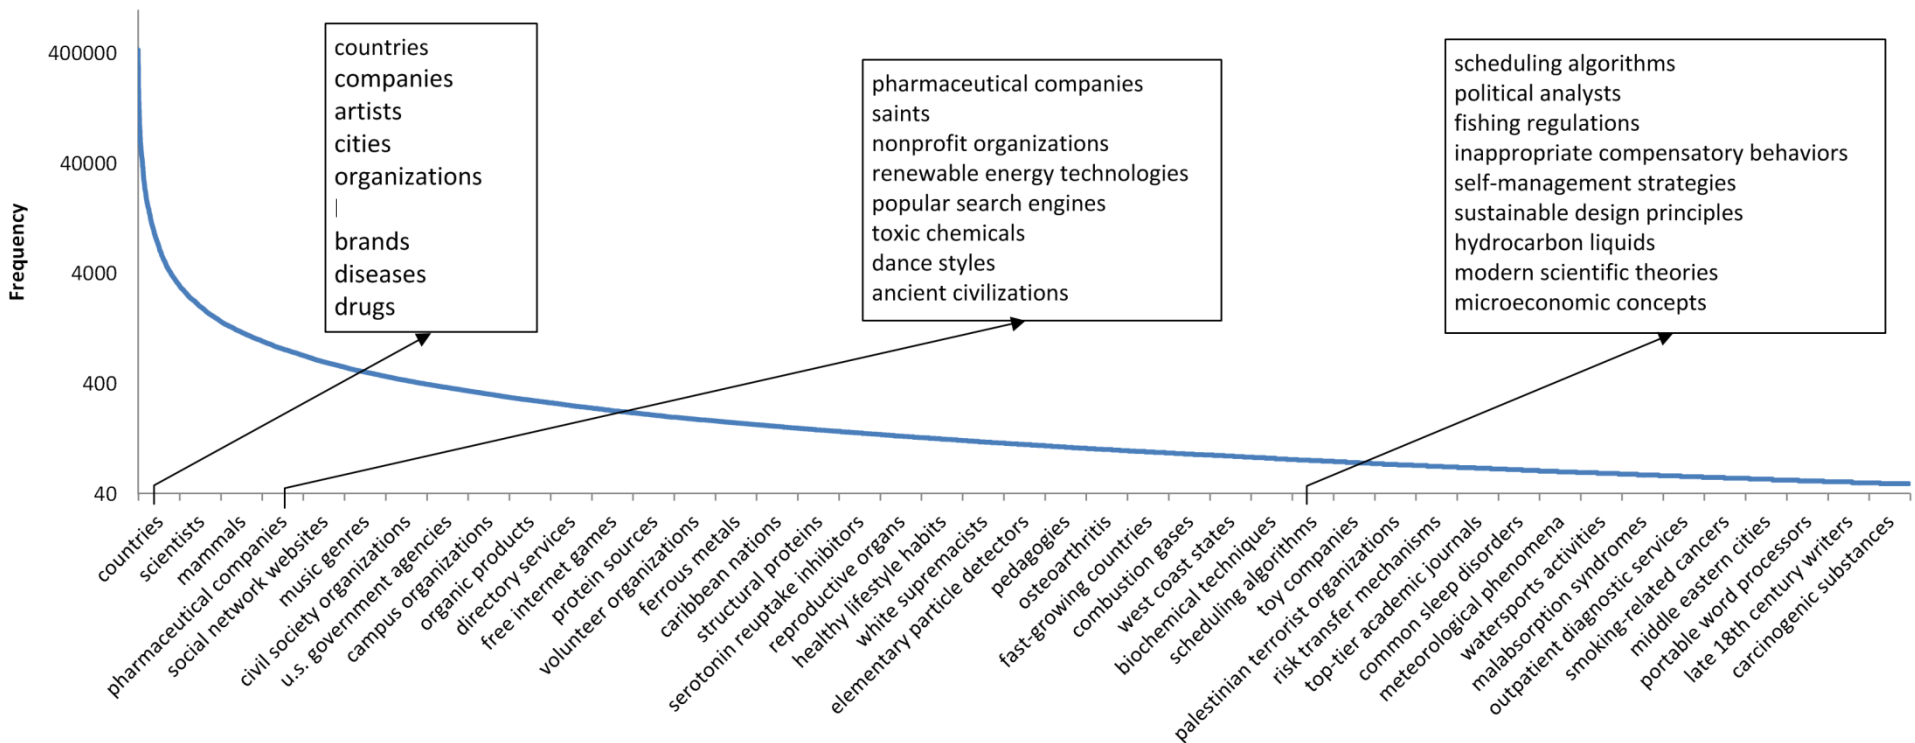 400000
40000
4000
400
40
Frequency
countries
companies
artists
cities
organizations
|
brands
diseases
drugs
pharmaceutical companies
saints
nonprofit organizations
renewable energy technologies
popular search engines
toxic chemicals
dance styles
ancient civilizations
scheduling algorithms
political analysts
fishing regulations
inappropriate compensatory behaviors
self-management strategies
sustainable design principles
hydrocarbon liquids
modern scientific theories
microeconomic concepts
countries
scientists
mammals
pharmaceutical companies
social network websites
music genres
civil society organizations
u.s. government agencies
campus organizations
organic products
directory services
free internet games
protein sources
volunteer organizations
ferrous metals
caribbean nations
structural proteins
serotonin reuptake inhibitors
reproductive organs
healthy lifestyle habits
white supremacists
elementary particle detectors
pedagogies
osteoarthritis
fast-growing countries
combustion gases
west coast states
biochemical techniques
scheduling algorithms
toy companies
palestinian terrorist organizations
risk transfer mechanisms
top-tier academic journals
common sleep disorders
meteorological phenomena
watersports activities
malabsorption syndromes
outpatient diagnostic services
smoking-related cancers
middle eastern cities
portable word processors
late 18th century writers
carcinogenic substances